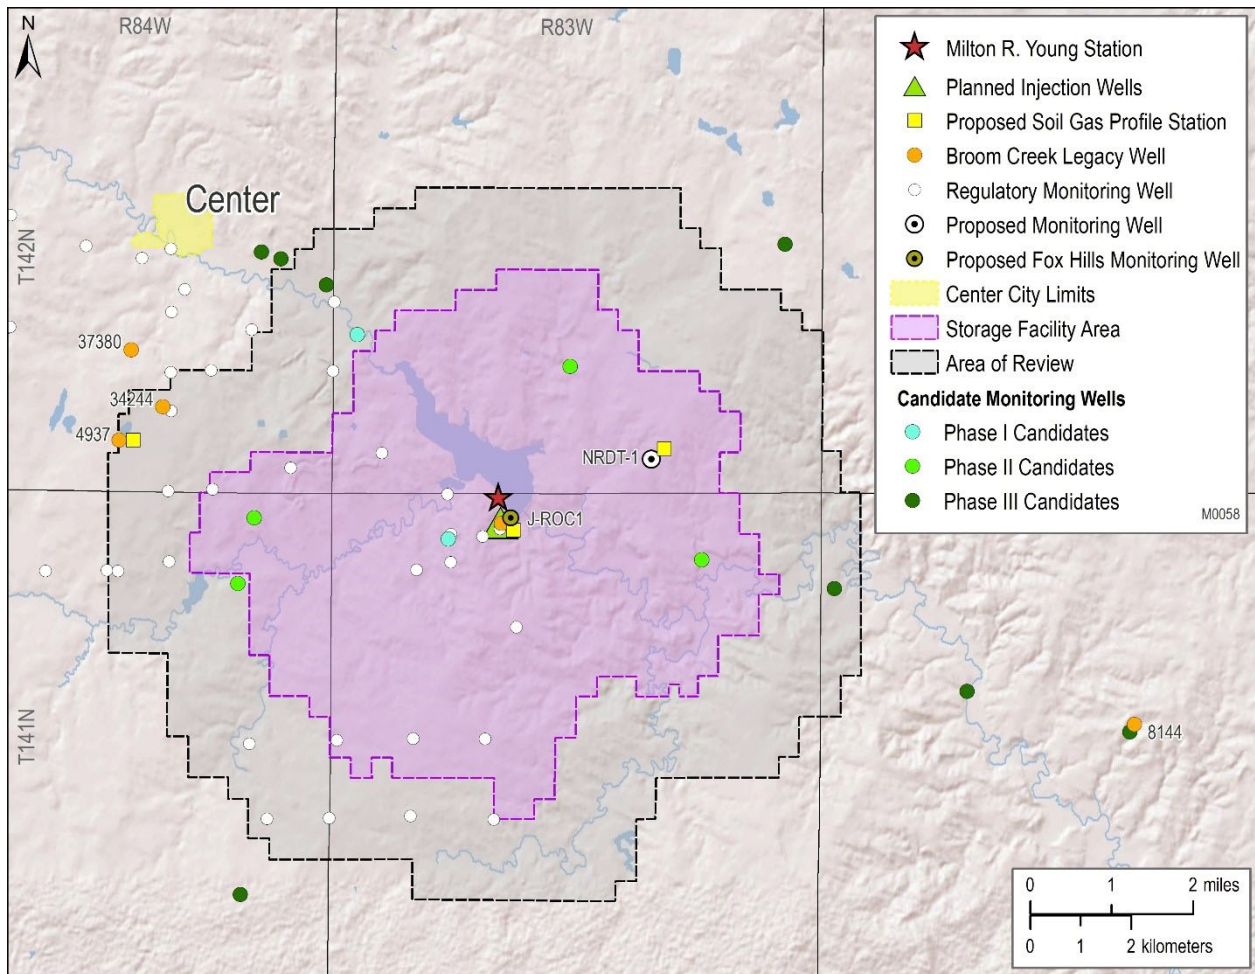 N
R84W
R83W
Center
T142N
37380
34244
4937
NRDT-1
J-ROC1
T141N
8144
Milton R. Young Station
Planned Injection Wells
Proposed Soil Gas Profile Station
Broom Creek Legacy Well
Regulatory Monitoring Well
Proposed Monitoring Well
Proposed Fox Hills Monitoring Well
Center City Limits
Storage Facility Area
Area of Review
Candidate Monitoring Wells
Phase I Candidates
Phase II Candidates
Phase III Candidates
M0058
0 1 2 miles
0 1 2 kilometers